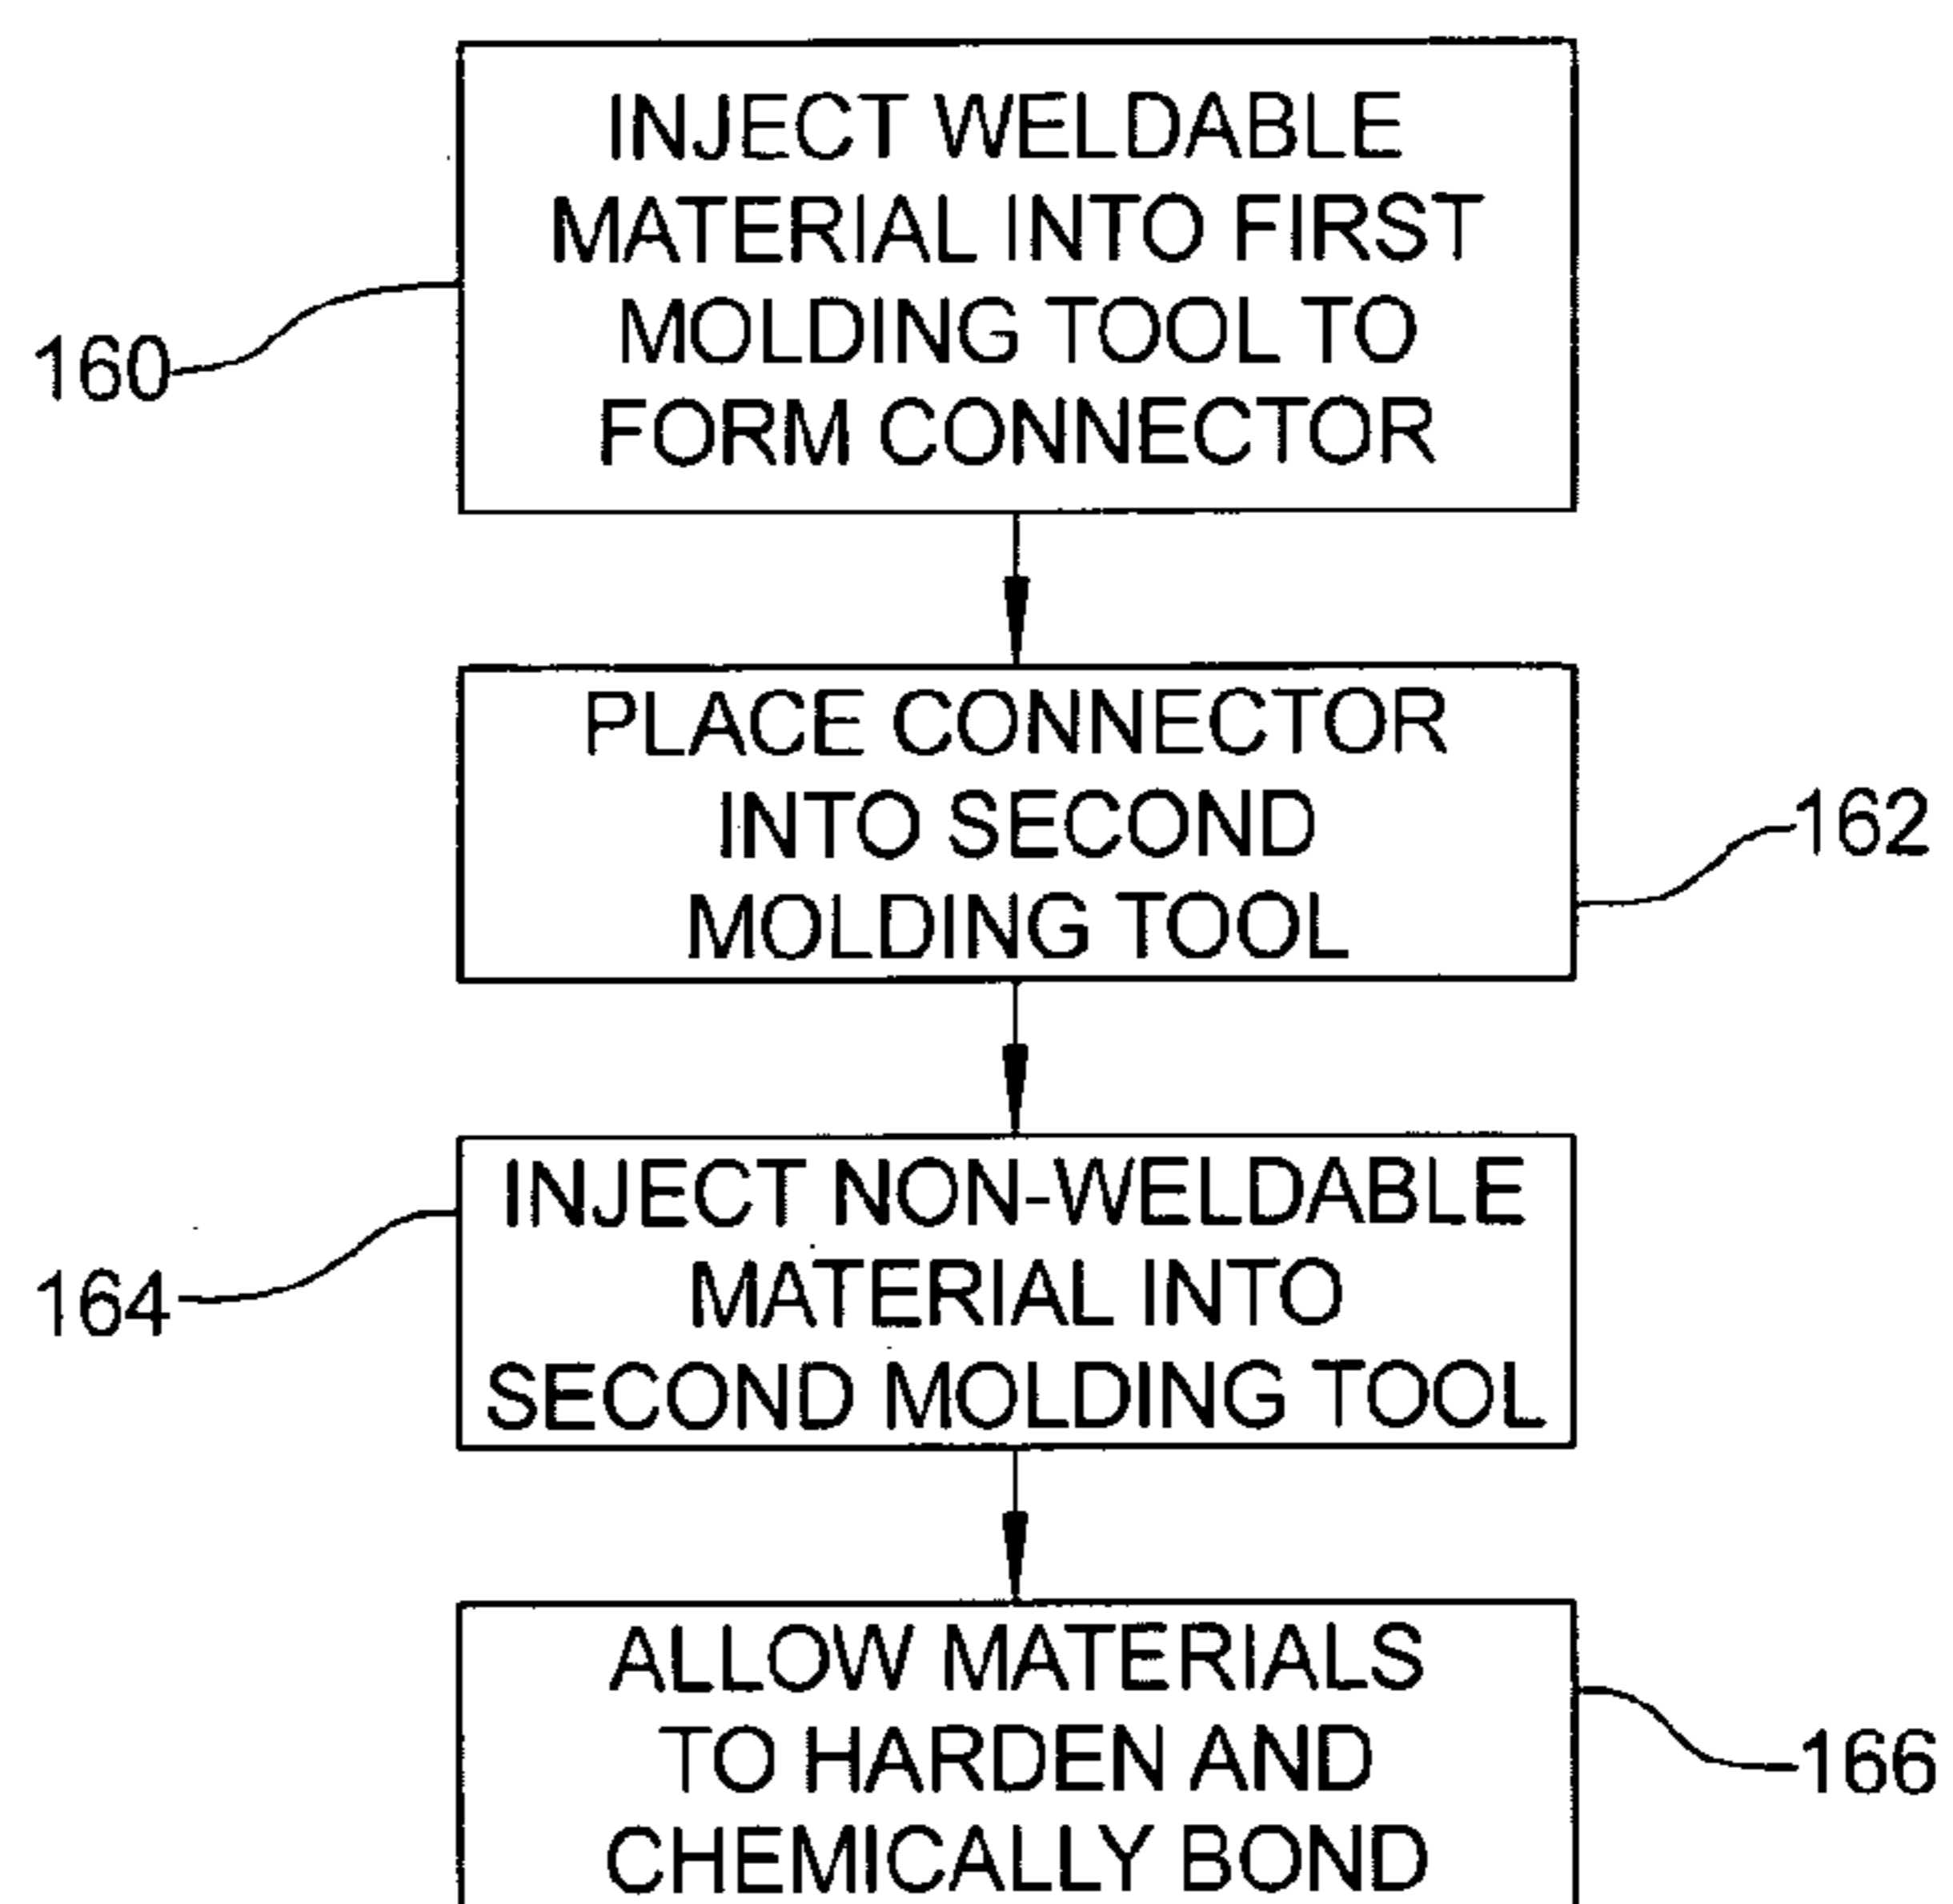 INJECT WELDABLE
MATERIAL INTO FIRST
MOLDING TOOL TO
FORM CONNECTOR
160
PLACE CONNECTOR
INTO SECOND
MOLDING TOOL
162
INJECT NON-WELDABLE
MATERIAL INTO
SECOND MOLDING TOOL
164
ALLOW MATERIALS
TO HARDEN AND
CHEMICALLY BOND
166